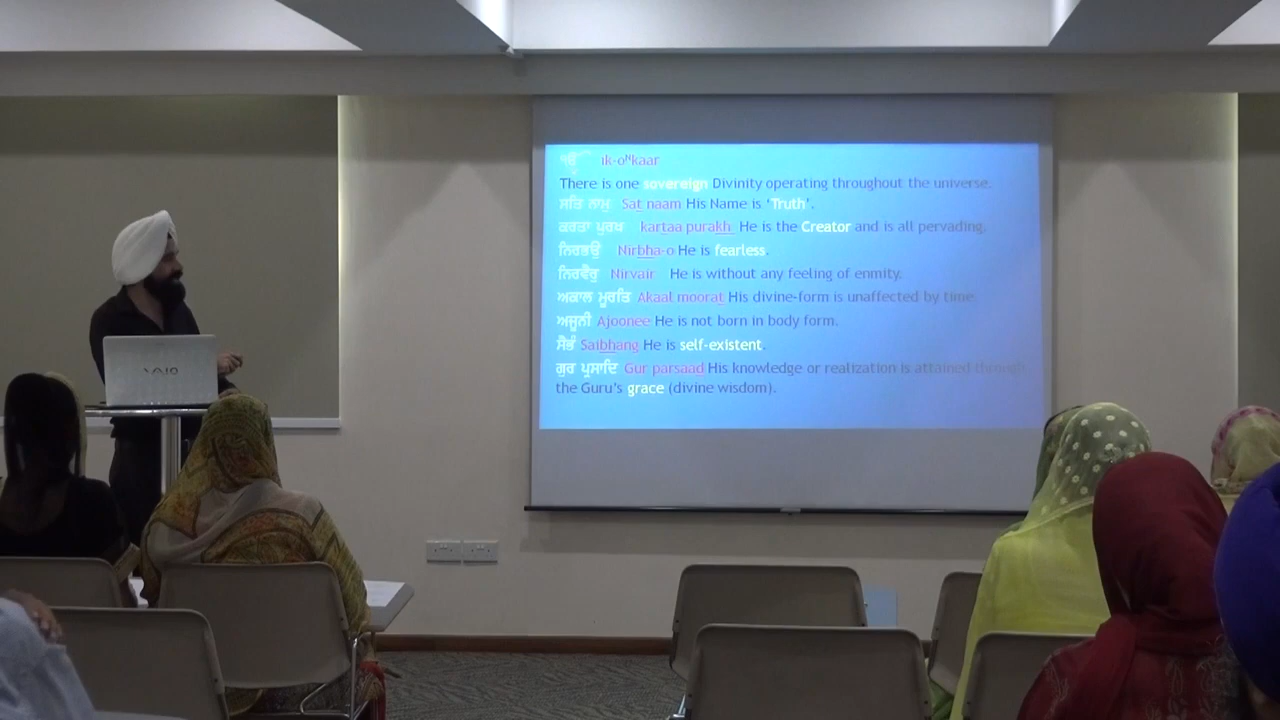 ੴ ik-oᴺkaar
There is one sovereign Divinity operating throughout the universe.
ਸਤਿ ਨਾਮੁ Sat naam His Name is ‘Truth’.
ਕਰਤਾ ਪੁਰਖੁ kartaa purakh He is the Creator and is all pervading.
ਨਿਰਭਉ Nirbha-o He is fearless.
ਨਿਰਵੈਰੁ Nirvair He is without any feeling of enmity.
ਅਕਾਲ ਮੂਰਤਿ Akaal moorat His divine-form is unaffected by time.
ਅਜੂਨੀ Ajoonee He is not born in body form.
ਸੈਭੰ Saibhang He is self-existent.
ਗੁਰ ਪ੍ਰਸਾਦਿ Gur parsaad His knowledge or realization is attained through
the Guru’s grace (divine wisdom).
VAIO